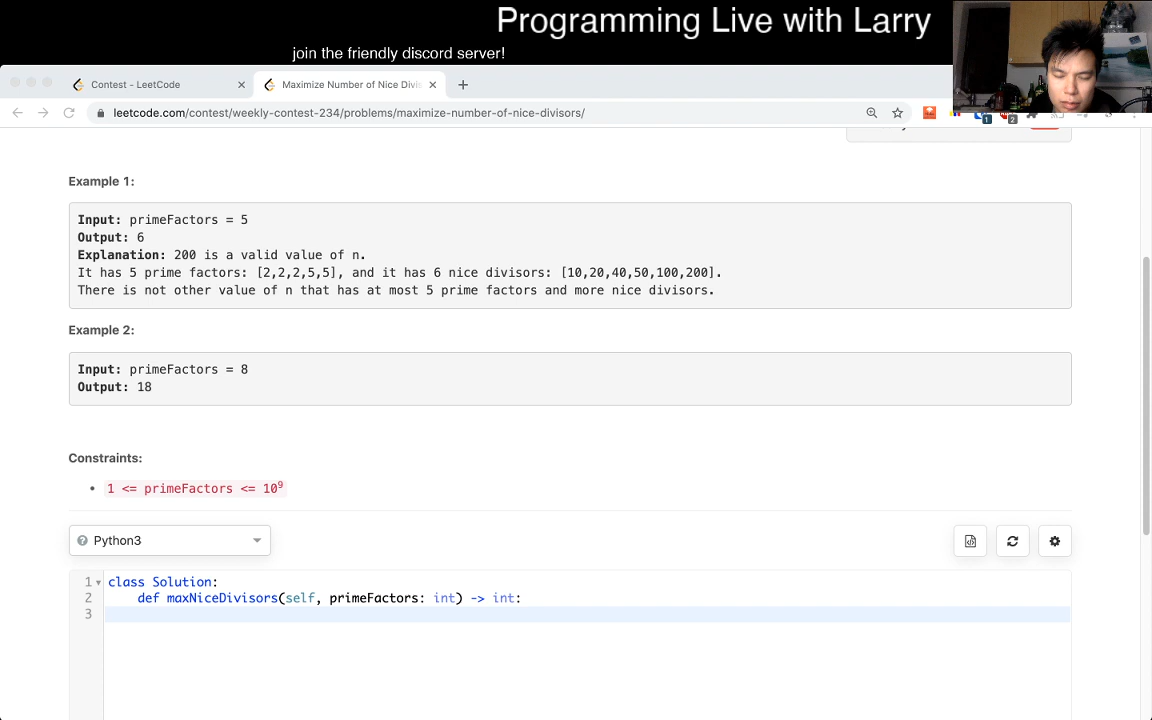 Programming Live with Larry
join the friendly discord server!
Contest - LeetCode
Maximize Number of Nice Divis
leetcode.com/contest/weekly-contest-234/problems/maximize-number-of-nice-divisors/
1
2
Example 1:
Input: primeFactors = 5
Output: 6
Explanation: 200 is a valid value of n.
It has 5 prime factors: [2,2,2,5,5], and it has 6 nice divisors: [10,20,40,50,100,200].
There is not other value of n that has at most 5 prime factors and more nice divisors.
Example 2:
Input: primeFactors = 8
Output: 18
Constraints:
• 1 <= primeFactors <= 10⁹
Python3
1 class Solution:
2 def maxNiceDivisors(self, primeFactors: int) -> int:
3